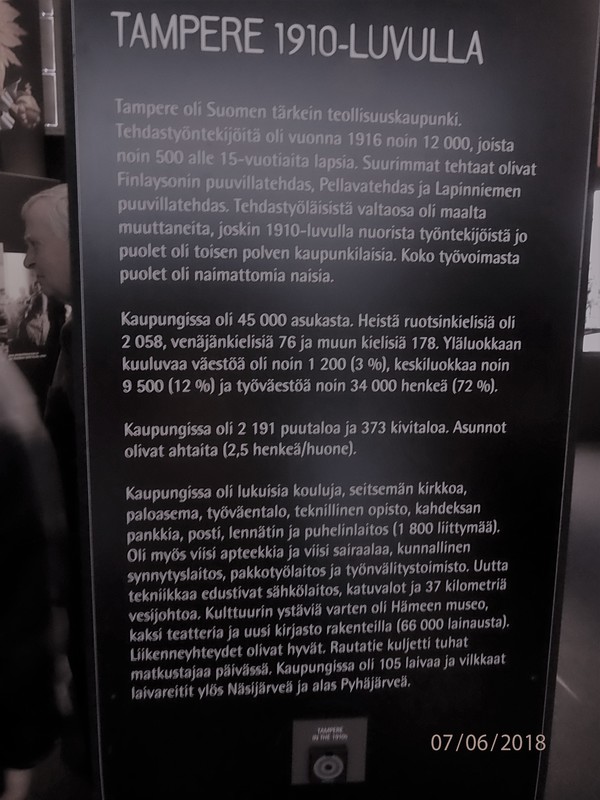 TAMPERE 1910-LUVULLA
Tampere oli Suomen tärkein teollisuuskaupunki.
Tehdastyöntekijöitä oli vuonna 1916 noin 12 000, joista
noin 500 alle 15-vuotiaita lapsia. Suurimmat tehtaat olivat
Finlaysonin puuvillatehdas, Pellavatehdas ja Lapinniemen
puuvillatehdas. Tehdastyöläisistä valtaosa oli maalta
muuttaneita, joskin 1910-luvulla nuorista työntekijöistä jo
puolet oli toisen polven kaupunkilaisia. Koko työvoimasta
puolet oli naimattomia naisia.
Kaupungissa oli 45 000 asukasta. Heistä ruotsinkielisiä oli
2 058, venäjänkielisiä 76 ja muun kielisiä 178. Yläluokkaan
kuuluvaa väestöä oli noin 1 200 (3 %), keskiluokkaa noin
9 500 (12 %) ja työväestöä noin 34 000 henkeä (72 %).
Kaupungissa oli 2 191 puutaloa ja 373 kivitaloa. Asunnot
olivat ahtaita (2,5 henkeä/huone).
Kaupungissa oli lukuisia kouluja, seitsemän kirkkoa,
paloasema, työväentalo, teknillinen opisto, kahdeksan
pankkia, posti, lennätin ja puhelinlaitos (1 800 liittymää).
Oli myös viisi apteekkia ja viisi sairaalaa, kunnallinen
synnytyslaitos, pakkotyölaitos ja työnvälitystoimisto. Uutta
tekniikkaa edustivat sähkölaitos, katuvalot ja 37 kilometriä
vesijohtoa. Kulttuurin ystäviä varten oli Hämeen museo,
kaksi teatteria ja uusi kirjasto rakenteilla (66 000 lainausta).
Liikenneyhteydet olivat hyvät. Rautatie kuljetti tuhat
matkustajaa päivässä. Kaupungissa oli 105 laivaa ja vilkkaat
laivareitit ylös Näsijärveä ja alas Pyhäjärveä.
TAMPERE
IN THE 1910s
07/06/2018